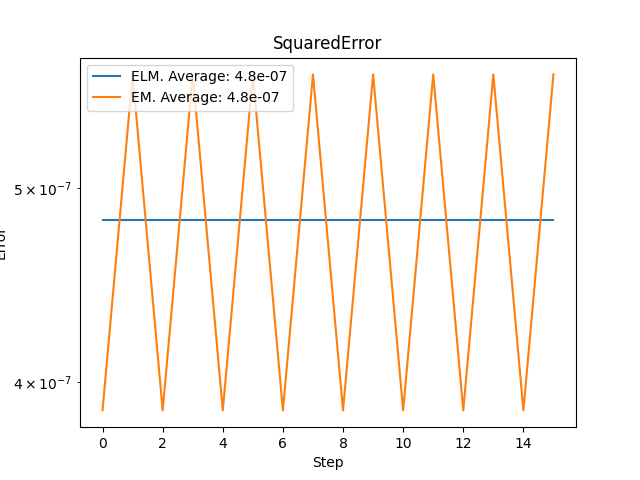 SquaredError
ELM. Average: 4.8e-07
EM. Average: 4.8e-07
5 × 10⁻⁷
4 × 10⁻⁷
Error
0 2 4 6 8 10 12 14
Step